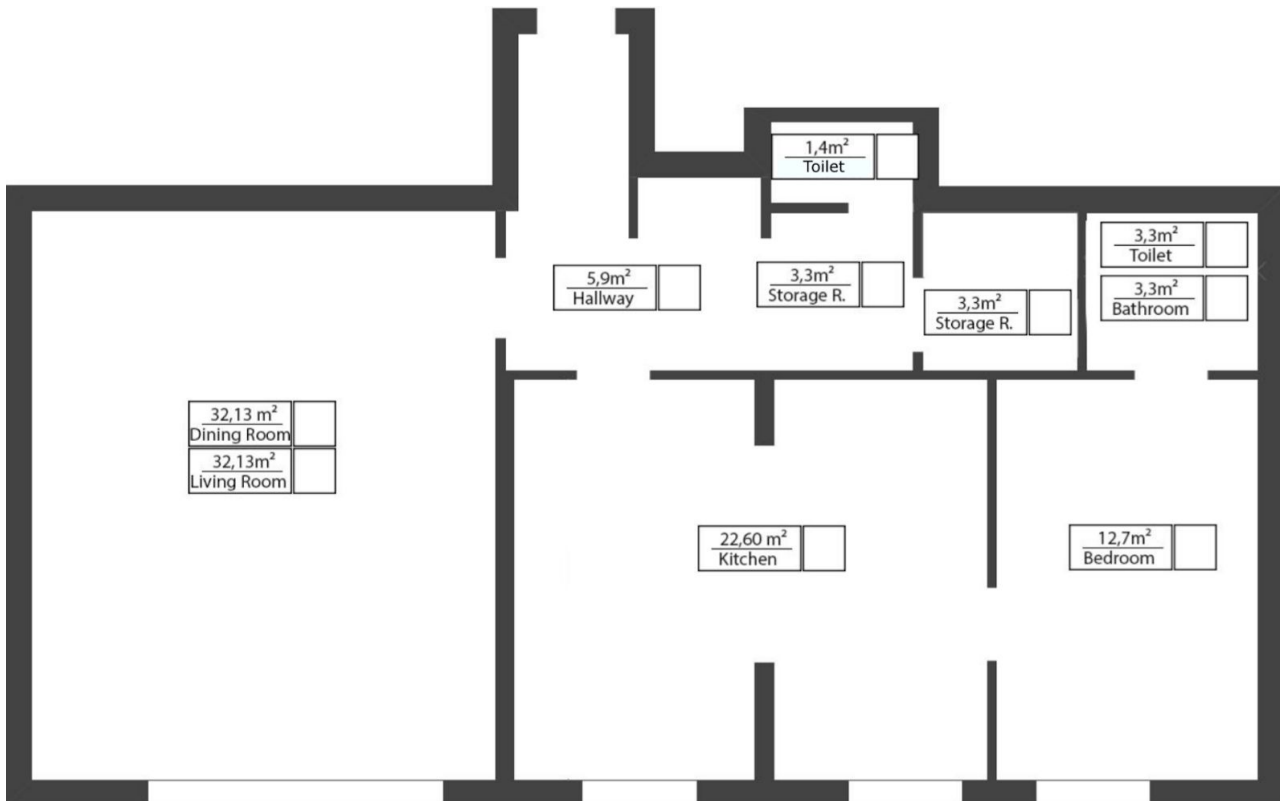 1,4m²
Toilet
3,3m²
Toilet
5,9m²
Hallway
3,3m²
Storage R.
3,3m²
Storage R.
3,3m²
Bathroom
32,13 m²
Dining Room
32,13m²
Living Room
22,60 m²
Kitchen
12,7m²
Bedroom